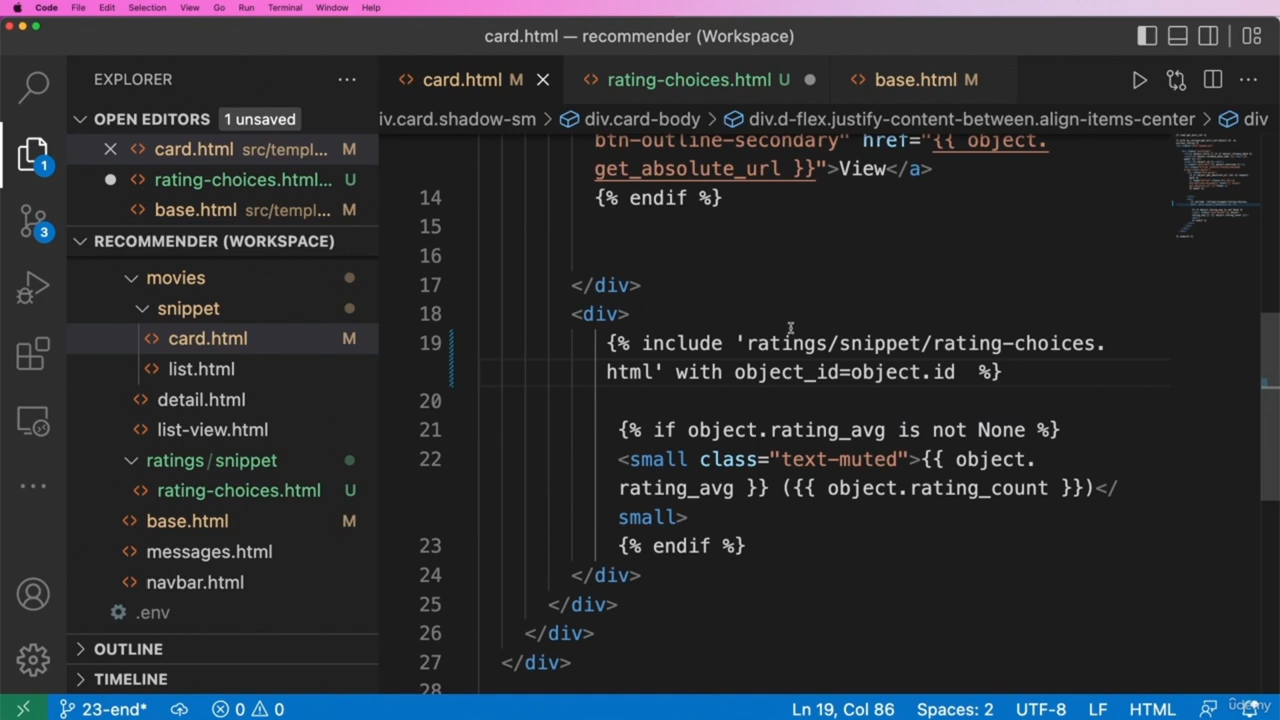 Code File Edit Selection View Go Run Terminal Window Help
card.html — recommender (Workspace)
EXPLORER
card.html M
rating-choices.html U
base.html M
OPEN EDITORS 1 unsaved
iv.card.shadow-sm > div.card-body > div.d-flex.justify-content-between.align-items-center > div
card.html src/templ... M
rating-choices.html... U
base.html src/templ... M
RECOMMENDER (WORKSPACE)
movies
snippet
card.html M
list.html
detail.html
list-view.html
ratings/snippet
rating-choices.html U
base.html M
messages.html
navbar.html
.env
OUTLINE
TIMELINE
btn-outline-secondary" href="{{ object.
get_absolute_url }}">View</a>
14 {% endif %}
15
16
17 </div>
18 <div>
19 {% include 'ratings/snippet/rating-choices.
html' with object_id=object.id %}
20
21 {% if object.rating_avg is not None %}
22 <small class="text-muted">{{ object.
rating_avg }} ({{ object.rating_count }})</
small>
23 {% endif %}
24 </div>
25 </div>
26 </div>
27 </div>
28
1
3
23-end* 0 0 Ln 19, Col 86 Spaces: 2 UTF-8 LF HTML
udemy